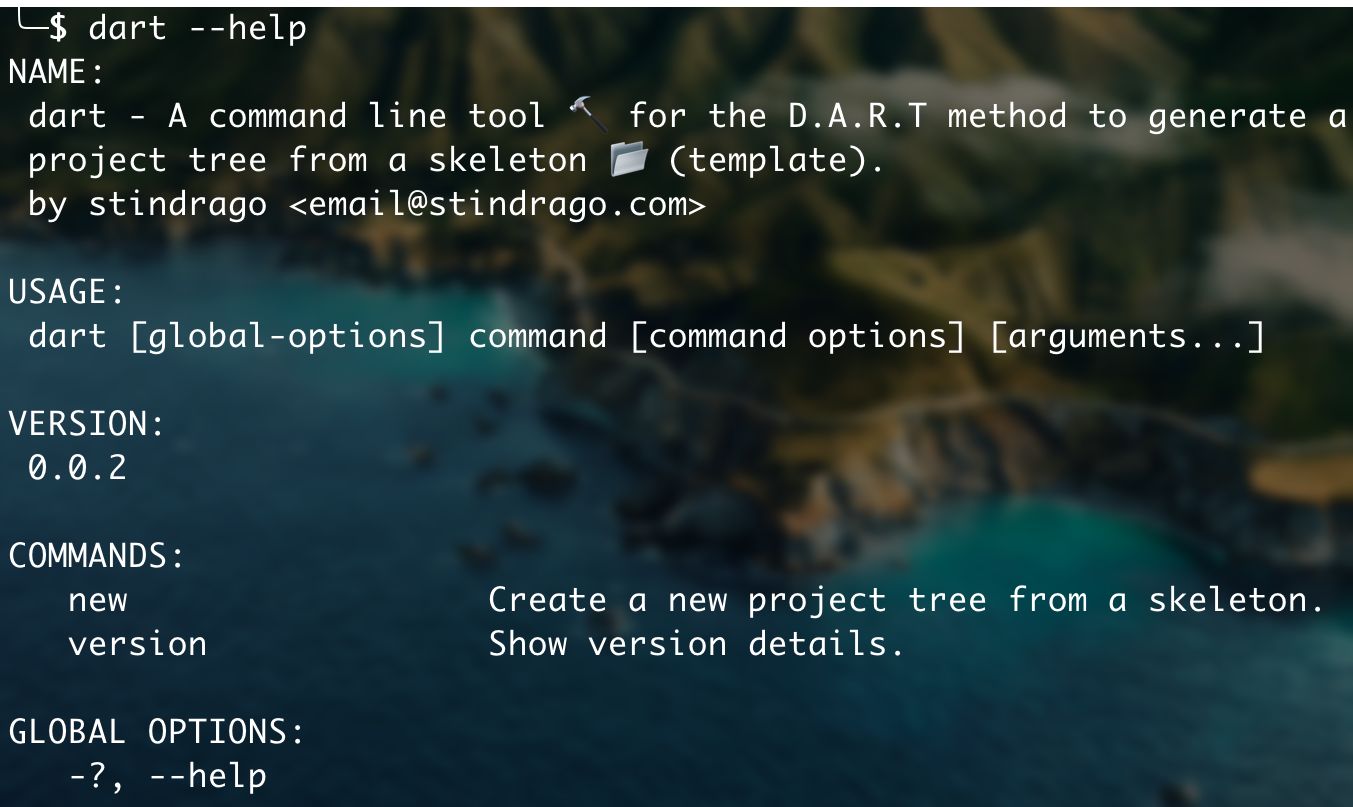 $ dart --help
NAME:
dart - A command line tool 🔨 for the D.A.R.T method to generate a
project tree from a skeleton 📂 (template).
by stindrago <email@stindrago.com>
USAGE:
dart [global-options] command [command options] [arguments...]
VERSION:
0.0.2
COMMANDS:
new Create a new project tree from a skeleton.
version Show version details.
GLOBAL OPTIONS:
-?, --help